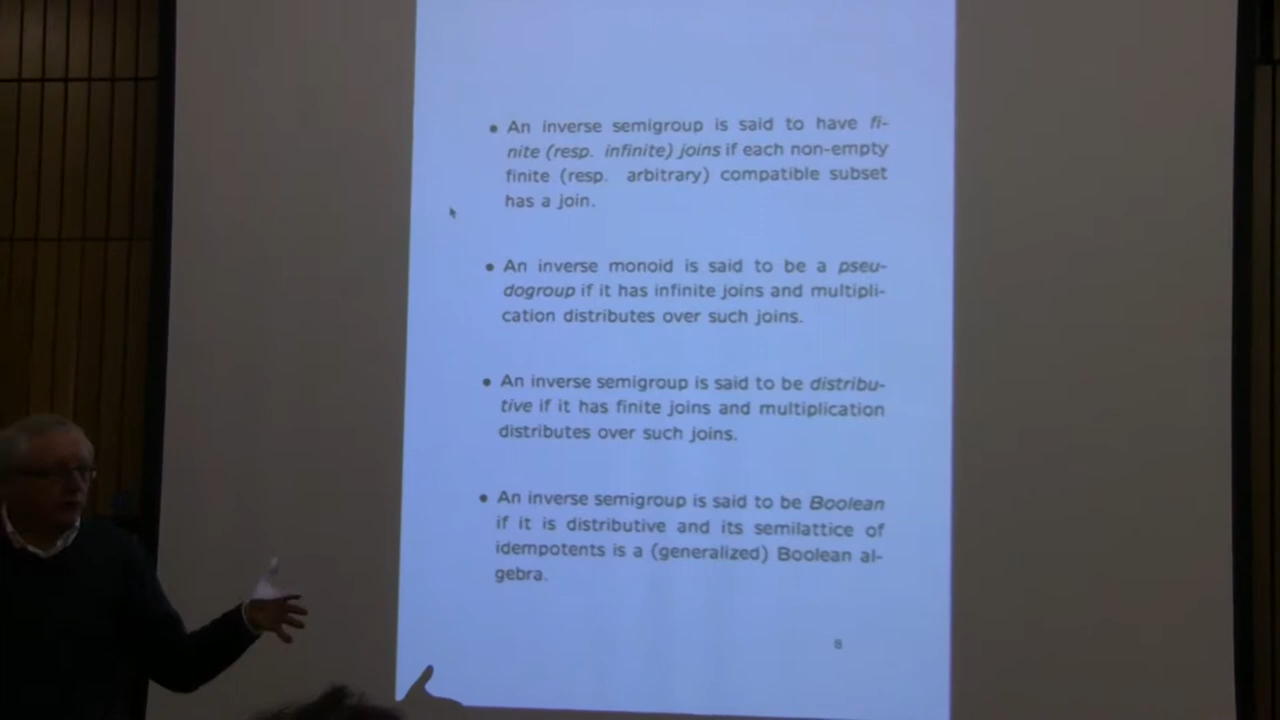 • An inverse semigroup is said to have fi-
nite (resp. infinite) joins if each non-empty
finite (resp. arbitrary) compatible subset
has a join.
• An inverse monoid is said to be a pseu-
dogroup if it has infinite joins and multipli-
cation distributes over such joins.
• An inverse semigroup is said to be distribu-
tive if it has finite joins and multiplication
distributes over such joins.
• An inverse semigroup is said to be Boolean
if it is distributive and its semilattice of
idempotents is a (generalized) Boolean al-
gebra.
8